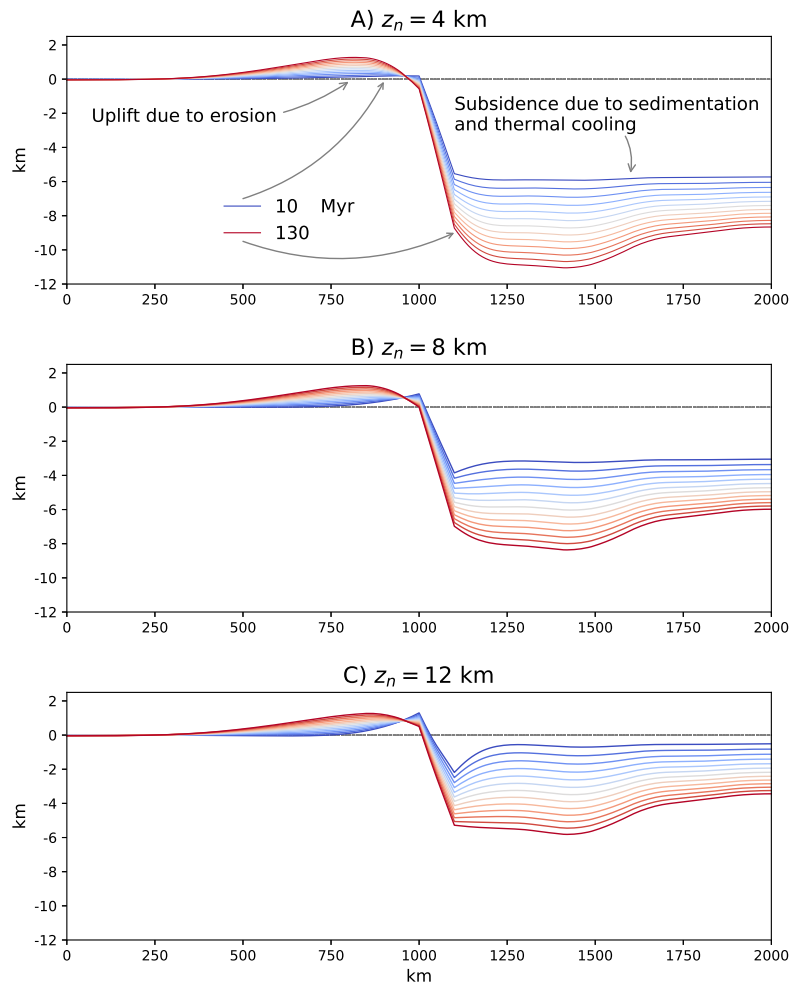 A) zn = 4 km
2
0
-2
-4
-6
-8
-10
-12
km
Uplift due to erosion
Subsidence due to sedimentation
and thermal cooling
10 Myr
130
0 250 500 750 1000 1250 1500 1750 2000
B) zn = 8 km
2
0
-2
-4
-6
-8
-10
-12
km
0 250 500 750 1000 1250 1500 1750 2000
C) zn = 12 km
2
0
-2
-4
-6
-8
-10
-12
km
0 250 500 750 1000 1250 1500 1750 2000
km